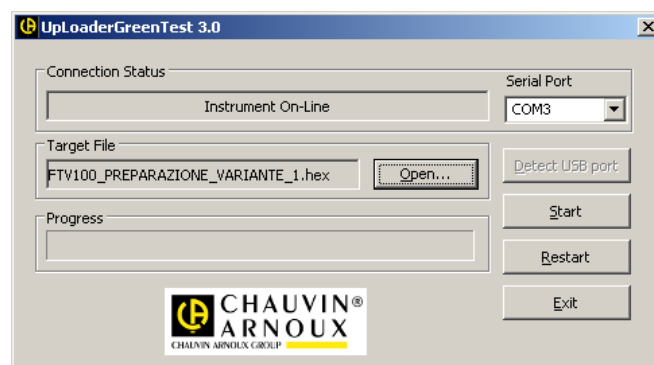 UpLoaderGreenTest 3.0
Connection Status
Instrument On-Line
Serial Port
COM3
Target File
FTV100_PREPARAZIONE_VARIANTE_1.hex
Open...
Detect USB port
Progress
Start
Restart
Exit
CHAUVIN®
ARNOUX
CHAUVIN ARNOUX GROUP